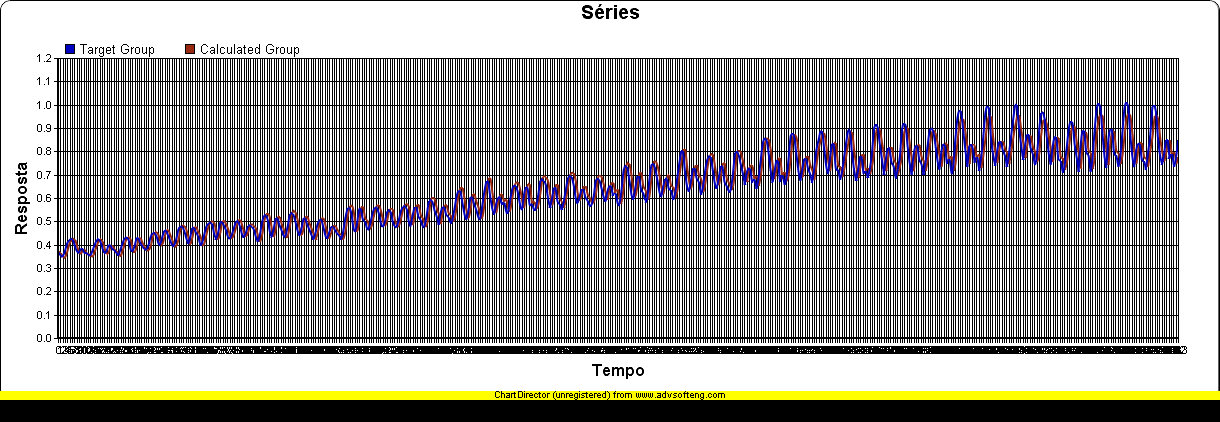 Séries
Target Group
Calculated Group
1.2
1.1
1.0
0.9
0.8
0.7
0.6
0.5
0.4
0.3
0.2
0.1
0.0
Resposta
Tempo
ChartDirector (unregistered) from www.advsofteng.com